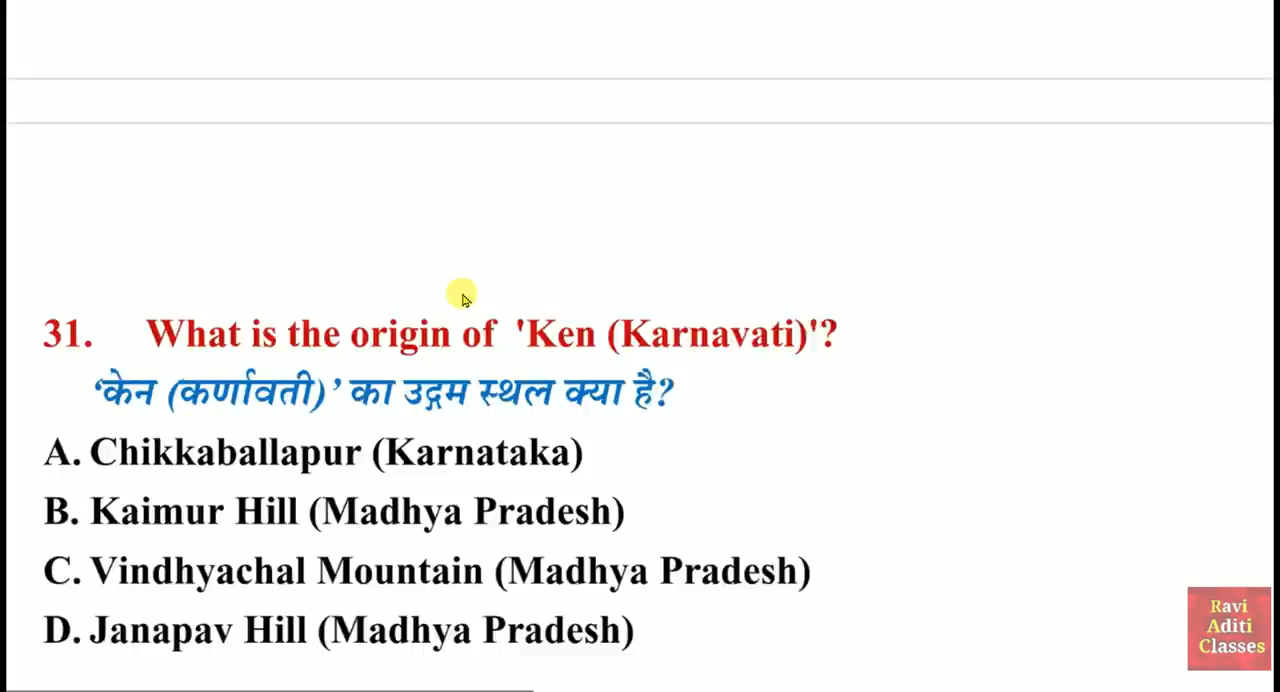 31. What is the origin of 'Ken (Karnavati)'?
‘केन (कर्णावती)’ का उद्गम स्थल क्या है?
A. Chikkaballapur (Karnataka)
B. Kaimur Hill (Madhya Pradesh)
C. Vindhyachal Mountain (Madhya Pradesh)
D. Janapav Hill (Madhya Pradesh)
Ravi
Aditi
Classes